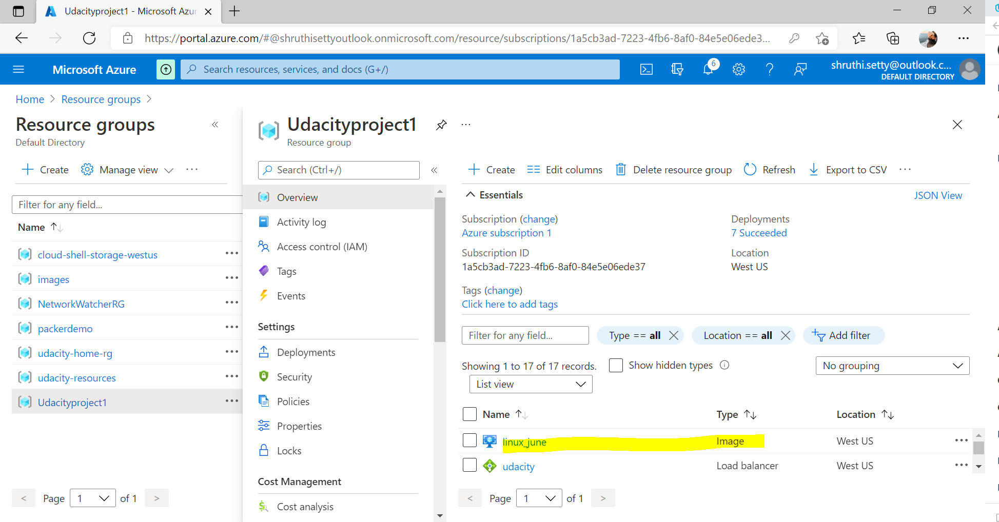 Udacityproject1 - Microsoft Azur
https://portal.azure.com/#@shruthisettyoutlook.onmicrosoft.com/resource/subscriptions/1a5cb3ad-7223-4fb6-8af0-84e5e06ede3...
Microsoft Azure
Search resources, services, and docs (G+/)
6
shruthi.setty@outlook.c...
DEFAULT DIRECTORY
Home > Resource groups >
Resource groups
Default Directory
Create
Manage view
Filter for any field...
Name
cloud-shell-storage-westus
images
NetworkWatcherRG
packerdemo
udacity-home-rg
udacity-resources
Udacityproject1
< Page 1 of 1 >
Udacityproject1
Resource group
Search (Ctrl+/)
Overview
Activity log
Access control (IAM)
Tags
Events
Settings
Deployments
Security
Policies
Properties
Locks
Cost Management
Cost analysis
Create
Edit columns
Delete resource group
Refresh
Export to CSV
Essentials
JSON View
Subscription (change)
Azure subscription 1
Subscription ID
1a5cb3ad-7223-4fb6-8af0-84e5e06ede37
Deployments
7 Succeeded
Location
West US
Tags (change)
Click here to add tags
Filter for any field...
Type == all
Location == all
Add filter
Showing 1 to 17 of 17 records.
Show hidden types
No grouping
List view
Name Type Location
linux_june Image West US
udacity Load balancer West US
< Page 1 of 1 >